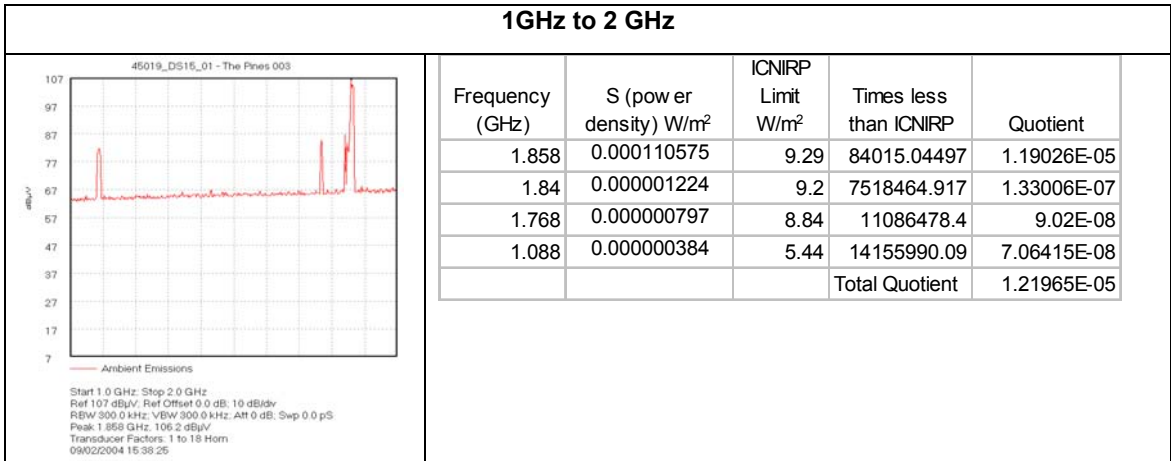 1GHz to 2 GHz
45019_DS15_01 - The Pines 003
107
97
87
77
67
57
47
37
27
17
7
dBµV
Ambient Emissions
Start 1.0 GHz; Stop 2.0 GHz
Ref 107 dBµV; Ref Offset 0.0 dB; 10 dB/div
RBW 300.0 kHz; VBW 300.0 kHz; Att 0 dB; Swp 0.0 pS
Peak 1.858 GHz, 106.2 dBµV
Transducer Factors: 1 to 18 Horn
09/02/2004 15:38:25
Frequency (GHz) S (pow er density) W/m² ICNIRP Limit W/m² Times less than ICNIRP Quotient
1.858 0.000110575 9.29 84015.04497 1.19026E-05
1.84 0.000001224 9.2 7518464.917 1.33006E-07
1.768 0.000000797 8.84 11086478.4 9.02E-08
1.088 0.000000384 5.44 14155990.09 7.06415E-08
Total Quotient 1.21965E-05